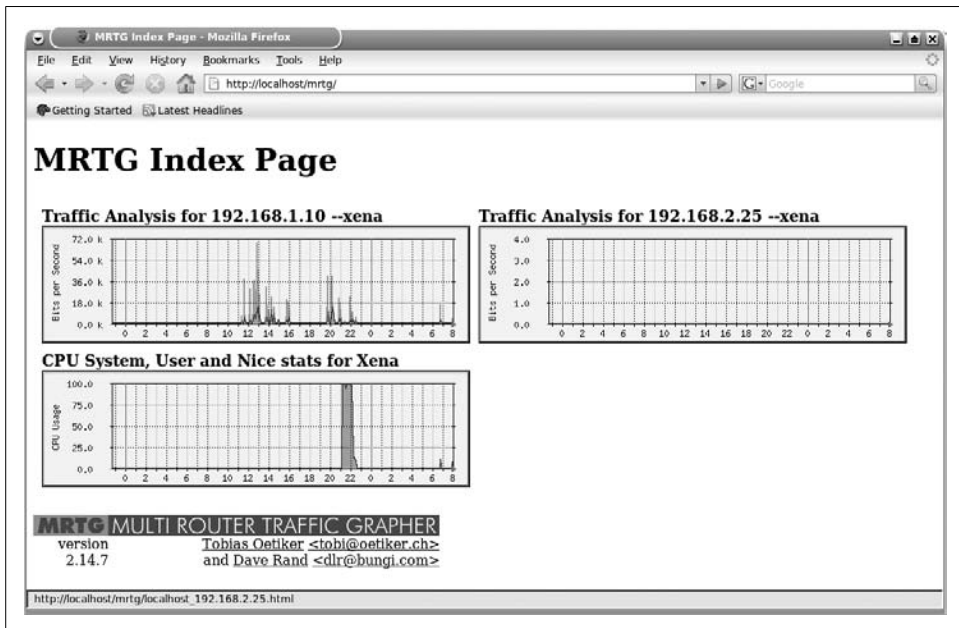 MRTG Index Page - Mozilla Firefox
File Edit View History Bookmarks Tools Help
http://localhost/mrtg/
G Google
Getting Started Latest Headlines
MRTG Index Page
Traffic Analysis for 192.168.1.10 --xena
Traffic Analysis for 192.168.2.25 --xena
Bits per Second
72.0 k
54.0 k
36.0 k
18.0 k
0.0 k
0 2 4 6 8 10 12 14 16 18 20 22 0 2 4 6 8
Bits per Second
4.0
3.0
2.0
1.0
0.0
0 2 4 6 8 10 12 14 16 18 20 22 0 2 4 6 8
CPU System, User and Nice stats for Xena
CPU Usage
100.0
75.0
50.0
25.0
0.0
0 2 4 6 8 10 12 14 16 18 20 22 0 2 4 6 8
MRTG MULTI ROUTER TRAFFIC GRAPHER
version Tobias Oetiker <tobi@oetiker.ch>
2.14.7 and Dave Rand <dlr@bungi.com>
http://localhost/mrtg/localhost_192.168.2.25.html